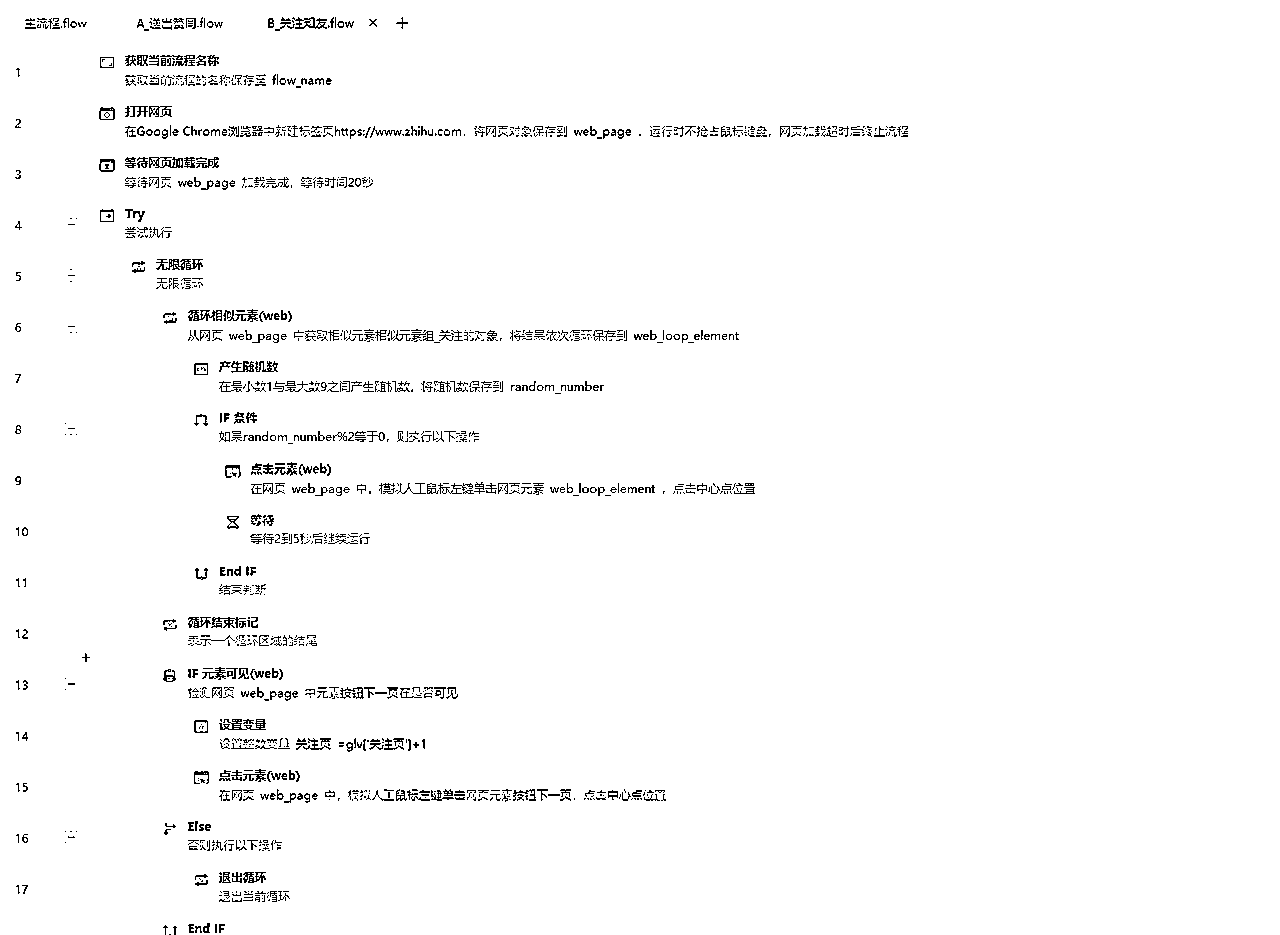 主流程.flow A_送出赞同.flow B_关注知友.flow × +
1 获取当前流程名称
获取当前流程的名称保存至 flow_name
2 打开网页
在Google Chrome浏览器中新建标签页https://www.zhihu.com，将网页对象保存到 web_page ，运行时不抢占鼠标键盘，网页加载超时后终止流程
3 等待网页加载完成
等待网页 web_page 加载完成，等待时间20秒
4 Try
尝试执行
5 无限循环
无限循环
6 循环相似元素(web)
从网页 web_page 中获取相似元素相似元素组_关注的对象，将结果依次循环保存到 web_loop_element
7 产生随机数
在最小数1与最大数9之间产生随机数，将随机数保存到 random_number
8 IF 条件
如果random_number%2等于0，则执行以下操作
9 点击元素(web)
在网页 web_page 中，模拟人工鼠标左键单击网页元素 web_loop_element ，点击中心点位置
10 等待
等待2到5秒后继续运行
11 End IF
结束判断
12 循环结束标记
表示一个循环区域的结尾
+
13 IF 元素可见(web)
检测网页 web_page 中元素按钮下一页在是否可见
14 设置变量
设置整数变量 关注页 =glv['关注页']+1
15 点击元素(web)
在网页 web_page 中，模拟人工鼠标左键单击网页元素按钮下一页，点击中心点位置
16 Else
否则执行以下操作
17 退出循环
退出当前循环
End IF